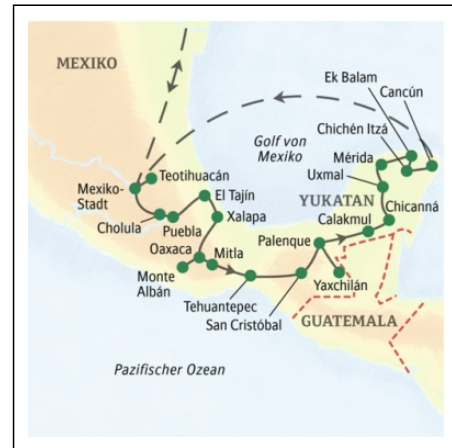 MEXIKO
Ek Balam
Cancún
Chichén Itzá
Golf von
Mexiko
Mérida
Teotihuacán
Uxmal
Mexiko-
Stadt
El Tajín
YUKATAN
Chicanná
Cholula
Puebla
Xalapa
Calakmul
Oaxaca
Mitla
Palenque
Monte
Albán
Yaxchilán
Tehuantepec
San Cristóbal
GUATEMALA
Pazifischer Ozean